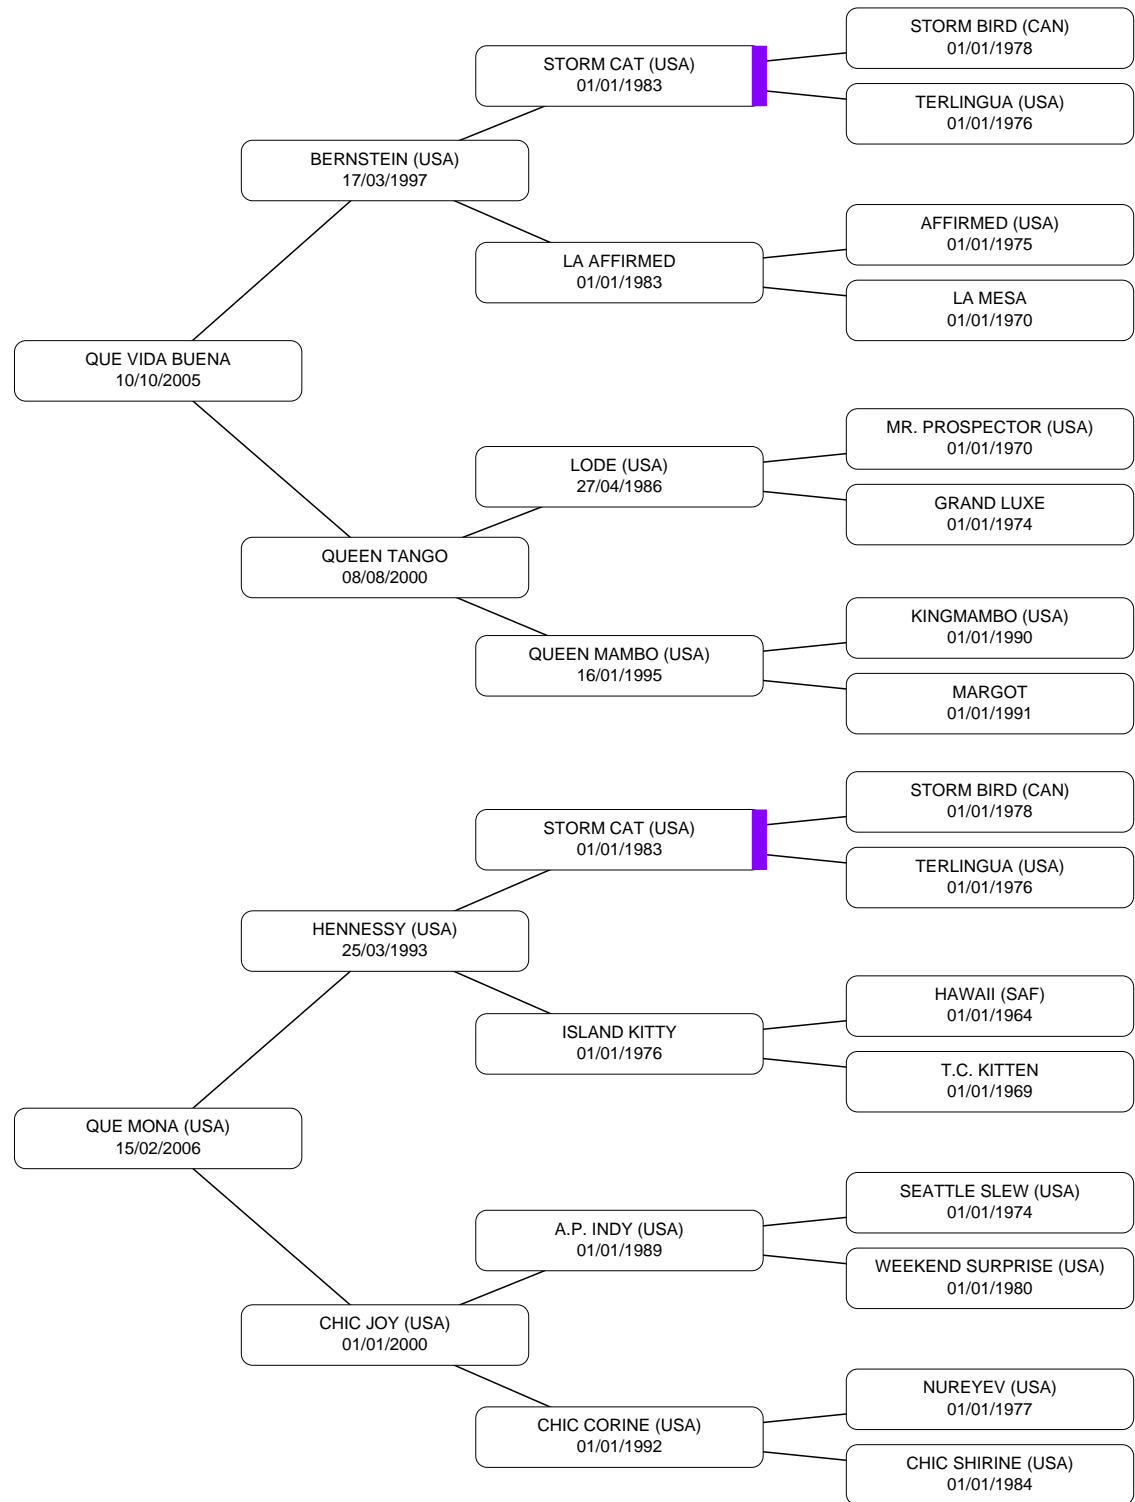 STORM BIRD (CAN)
01/01/1978
STORM CAT (USA)
01/01/1983
TERLINGUA (USA)
01/01/1976
BERNSTEIN (USA)
17/03/1997
AFFIRMED (USA)
01/01/1975
LA AFFIRMED
01/01/1983
LA MESA
01/01/1970
QUE VIDA BUENA
10/10/2005
MR. PROSPECTOR (USA)
01/01/1970
LODE (USA)
27/04/1986
GRAND LUXE
01/01/1974
QUEEN TANGO
08/08/2000
KINGMAMBO (USA)
01/01/1990
QUEEN MAMBO (USA)
16/01/1995
MARGOT
01/01/1991
STORM BIRD (CAN)
01/01/1978
STORM CAT (USA)
01/01/1983
TERLINGUA (USA)
01/01/1976
HENNESSY (USA)
25/03/1993
HAWAII (SAF)
01/01/1964
ISLAND KITTY
01/01/1976
T.C. KITTEN
01/01/1969
QUE MONA (USA)
15/02/2006
SEATTLE SLEW (USA)
01/01/1974
A.P. INDY (USA)
01/01/1989
WEEKEND SURPRISE (USA)
01/01/1980
CHIC JOY (USA)
01/01/2000
NUREYEV (USA)
01/01/1977
CHIC CORINE (USA)
01/01/1992
CHIC SHIRINE (USA)
01/01/1984